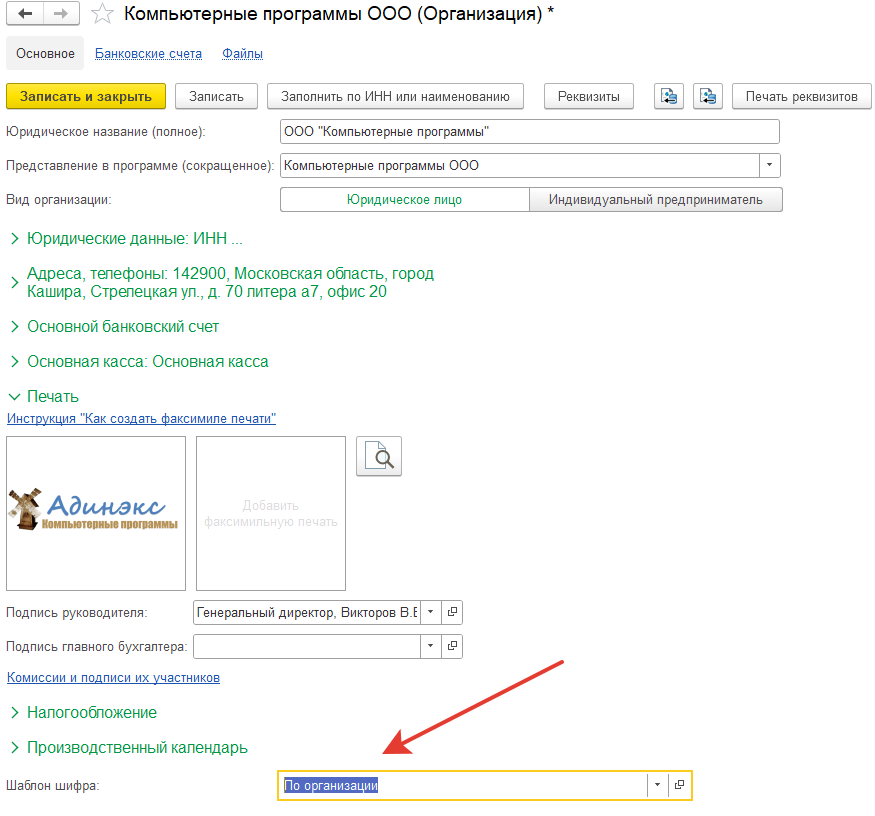 Компьютерные программы ООО (Организация) *
Основное Банковские счета Файлы
Записать и закрыть Записать Заполнить по ИНН или наименованию Реквизиты Печать реквизитов
Юридическое название (полное): ООО "Компьютерные программы"
Представление в программе (сокращенное): Компьютерные программы ООО
Вид организации: Юридическое лицо Индивидуальный предприниматель
Юридические данные: ИНН ...
Адреса, телефоны: 142900, Московская область, город
Кашира, Стрелецкая ул., д. 70 литера а7, офис 20
Основной банковский счет
Основная касса: Основная касса
Печать
Инструкция "Как создать факсимиле печати"
Адинэкс
Компьютерные программы
Добавить
факсимильную печать
Подпись руководителя: Генеральный директор, Викторов В.Е
Подпись главного бухгалтера:
Комиссии и подписи их участников
Налогообложение
Производственный календарь
Шаблон шифра: По организации